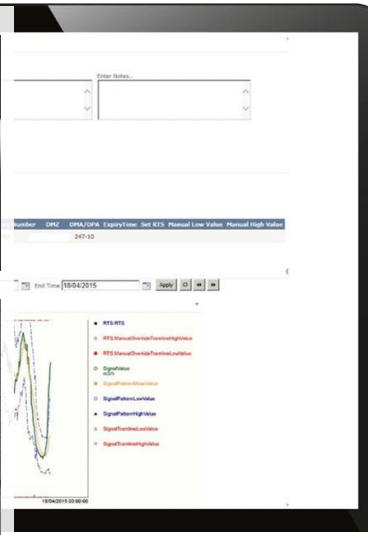 Enter Notes..
Number DMZ DMA/DPA ExpiryTime Set RTS Manual Low Value Manual High Value
247-10
End Time 18/04/2015 Apply
RTS:RTS
RTS:ManualOverrideTramlineHighValue
RTS:ManualOverrideTramlineLowValue
SignalValue
m3/h
SignalPatternMeanValue
SignalPatternLowValue
SignalPatternHighValue
SignalTramlineLowValue
SignalTramlineHighValue
18/04/2015 00:00:00